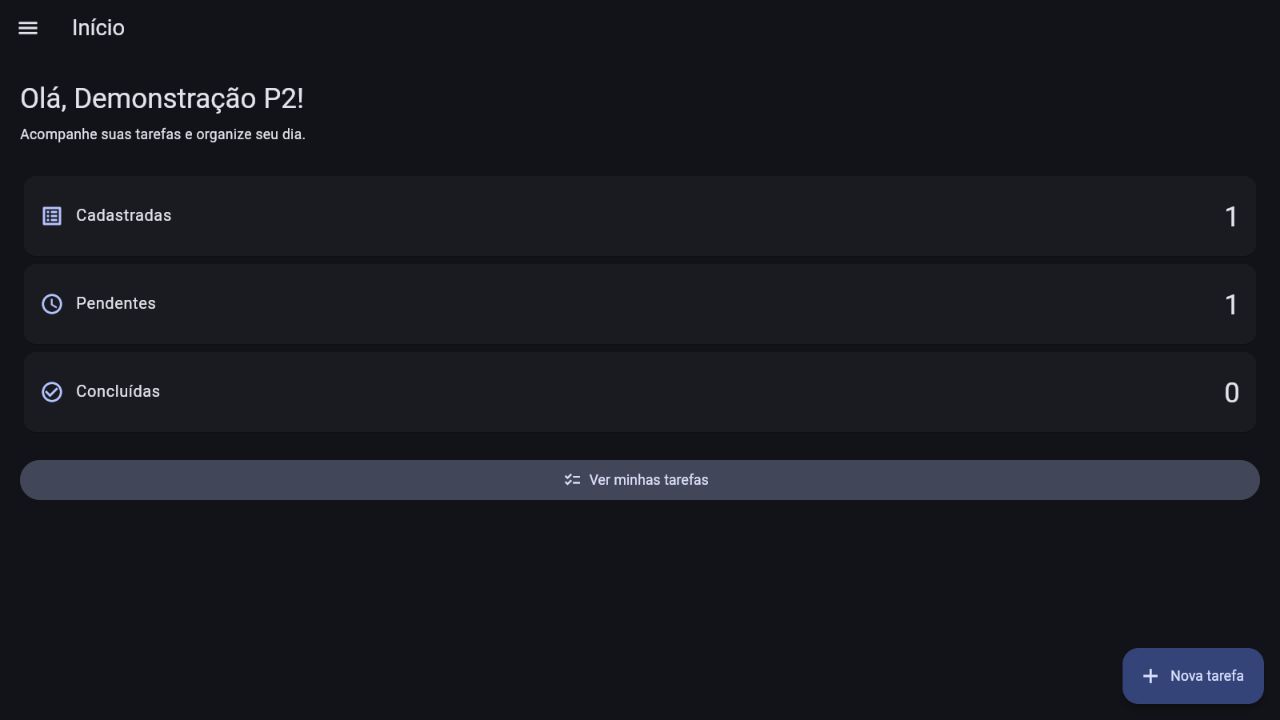 Início
Olá, Demonstração P2!
Acompanhe suas tarefas e organize seu dia.
Cadastradas 1
Pendentes 1
Concluídas 0
Ver minhas tarefas
Nova tarefa